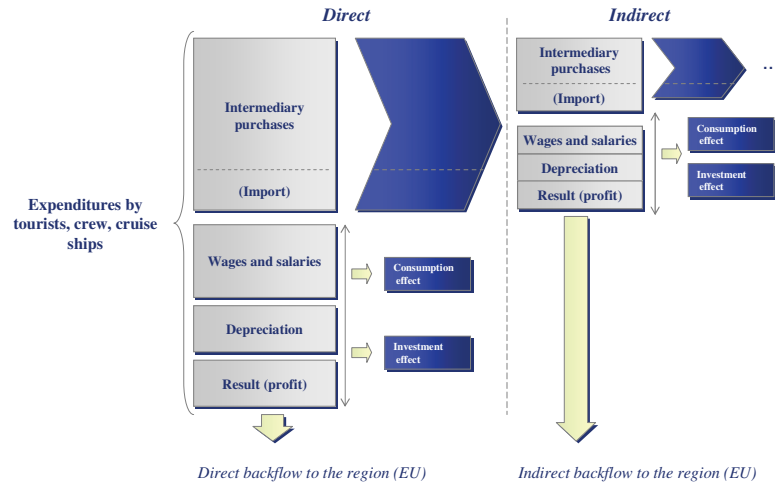 Direct
Indirect
Intermediary
purchases
(Import)
Expenditures by
tourists, crew, cruise
ships
Wages and salaries
Consumption
effect
Depreciation
Investment
effect
Result (profit)
Direct backflow to the region (EU)
Intermediary
purchases
(Import)
..
Wages and salaries
Depreciation
Result (profit)
Consumption
effect
Investment
effect
Indirect backflow to the region (EU)